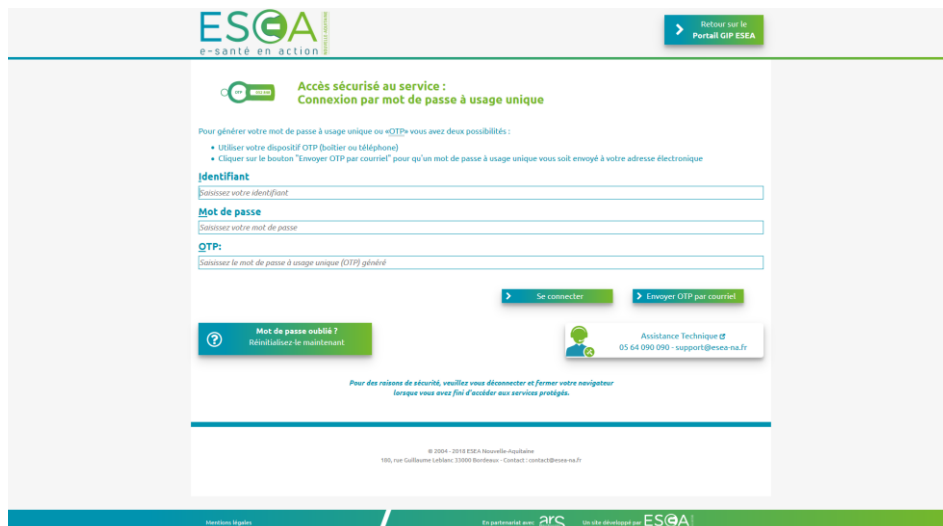 ESEA
NOUVELLE-AQUITAINE
e-santé en action
Retour sur le
Portail GIP ESEA
Accès sécurisé au service :
Connexion par mot de passe à usage unique
Pour générer votre mot de passe à usage unique ou «OTP» vous avez deux possibilités :
• Utiliser votre dispositif OTP (boîtier ou téléphone)
• Cliquer sur le bouton "Envoyer OTP par courriel" pour qu'un mot de passe à usage unique vous soit envoyé à votre adresse électronique
Identifiant
Saisissez votre identifiant
Mot de passe
Saisissez votre mot de passe
OTP:
Saisissez le mot de passe à usage unique (OTP) généré
Se connecter
Envoyer OTP par courriel
Mot de passe oublié ?
Réinitialisez-le maintenant
Assistance Technique
05 64 090 090 - support@esea-na.fr
Pour des raisons de sécurité, veuillez vous déconnecter et fermer votre navigateur
lorsque vous avez fini d'accéder aux services protégés.
© 2004 - 2018 ESEA Nouvelle-Aquitaine
180, rue Guillaume Leblanc 33000 Bordeaux - Contact : contact@esea-na.fr
Mentions légales
En partenariat avec ars
Un site développé par ESEA